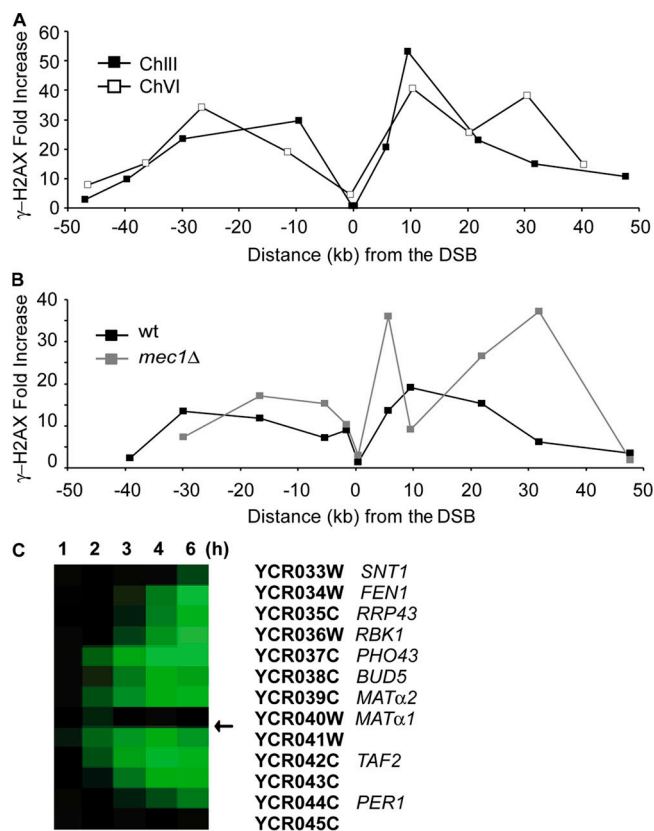 A
γ–H2AX Fold Increase
60
50
40
30
20
10
0
ChIII
ChVI
-50 -40 -30 -20 -10 0 10 20 30 40 50
Distance (kb) from the DSB
B
γ–H2AX Fold Increase
40
30
20
10
0
wt
mec1Δ
-50 -40 -30 -20 -10 0 10 20 30 40 50
Distance (kb) from the DSB
C 1 2 3 4 6 (h)
YCR033W SNT1
YCR034W FEN1
YCR035C RRP43
YCR036W RBK1
YCR037C PHO43
YCR038C BUD5
YCR039C MATα2
YCR040W MATα1
YCR041W
YCR042C TAF2
YCR043C
YCR044C PER1
YCR045C